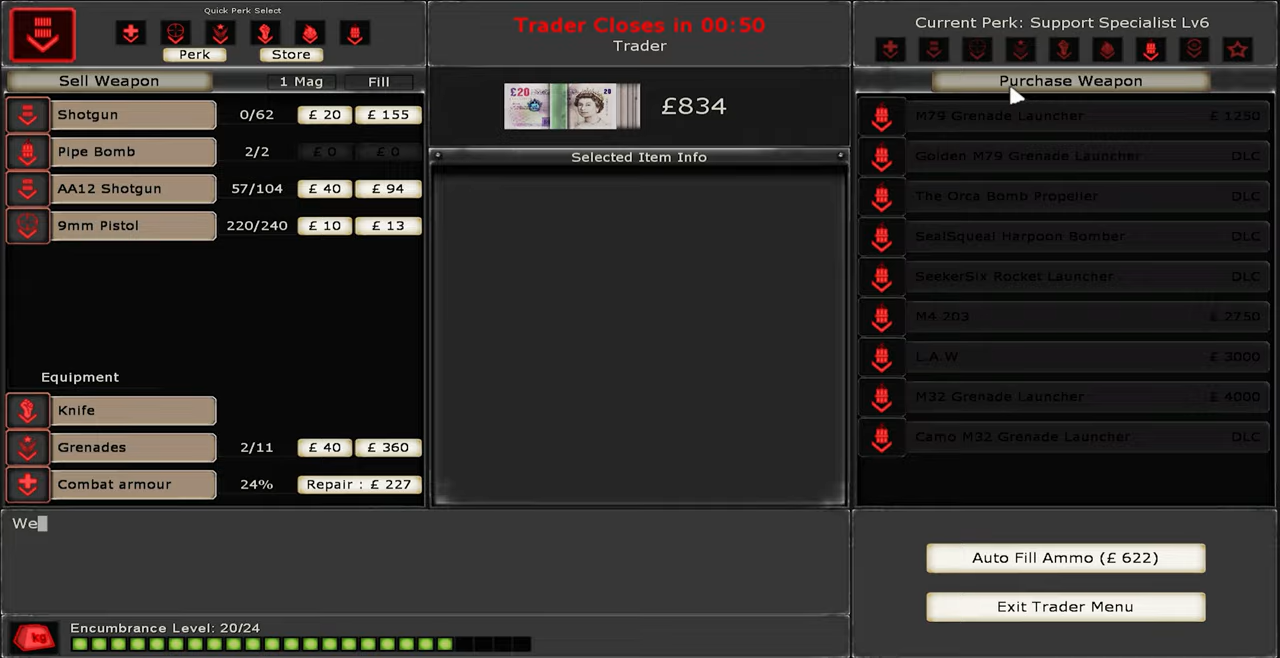 Quick Perk Select
Perk
Store
Trader Closes in 00:50
Trader
Current Perk: Support Specialist Lv6
Sell Weapon
1 Mag
Fill
£20
20
£834
Purchase Weapon
Shotgun 0/62 £ 20 £ 155
Pipe Bomb 2/2 £ 0 £ 0
AA12 Shotgun 57/104 £ 40 £ 94
9mm Pistol 220/240 £ 10 £ 13
Selected Item Info
M79 Grenade Launcher £ 1250
Golden M79 Grenade Launcher DLC
The Orca Bomb Propeller DLC
SealSqueal Harpoon Bomber DLC
SeekerSix Rocket Launcher DLC
M4 203 £ 2750
L.A.W £ 3000
M32 Grenade Launcher £ 4000
Camo M32 Grenade Launcher DLC
Equipment
Knife
Grenades 2/11 £ 40 £ 360
Combat armour 24% Repair : £ 227
We
Auto Fill Ammo (£ 622)
Exit Trader Menu
kg
Encumbrance Level: 20/24